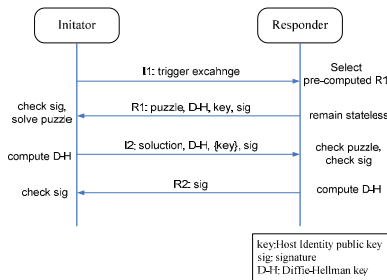 Initator
Responder
I1: trigger excahnge
Select
pre-computed R1
R1: puzzle, D-H, key, sig
check sig,
solve puzzle
remain stateless
I2: soluction, D-H, {key}, sig
compute D-H
check puzzle,
check sig
R2: sig
check sig
compute D-H
key:Host Identity public key
sig: signature
D-H: Diffie-Hellman key